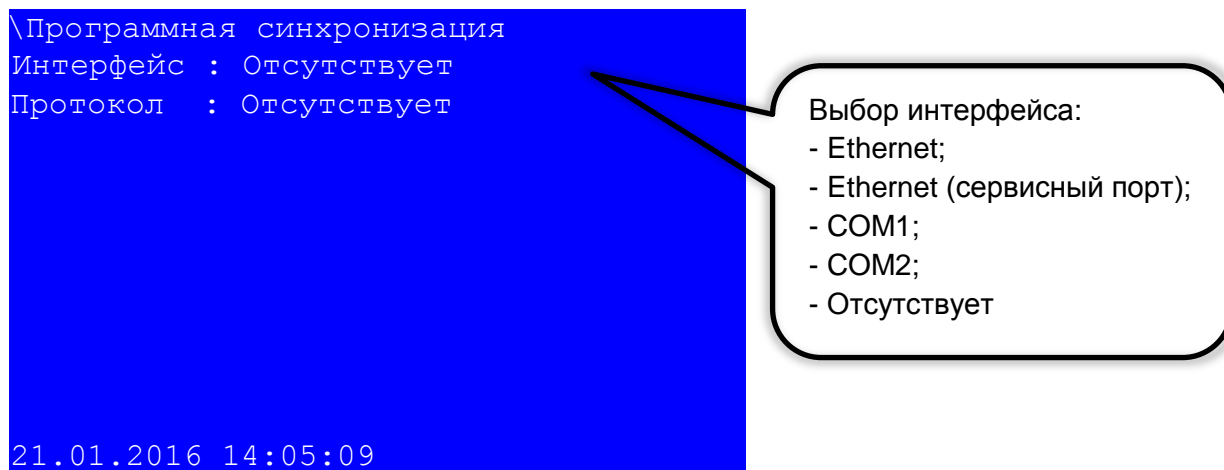 \Программная синхронизация
Интерфейс : Отсутствует
Протокол  : Отсутствует
21.01.2016 14:05:09
Выбор интерфейса:
- Ethernet;
- Ethernet (сервисный порт);
- COM1;
- COM2;
- Отсутствует